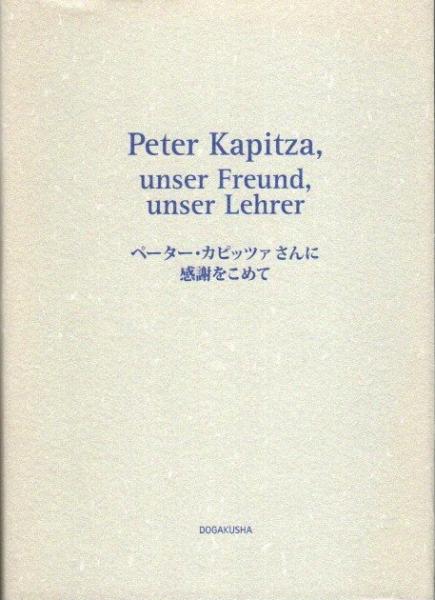 Peter Kapitza,
unser Freund,
unser Lehrer
ペーター・カピッツァさんに
感謝をこめて
DOGAKUSHA